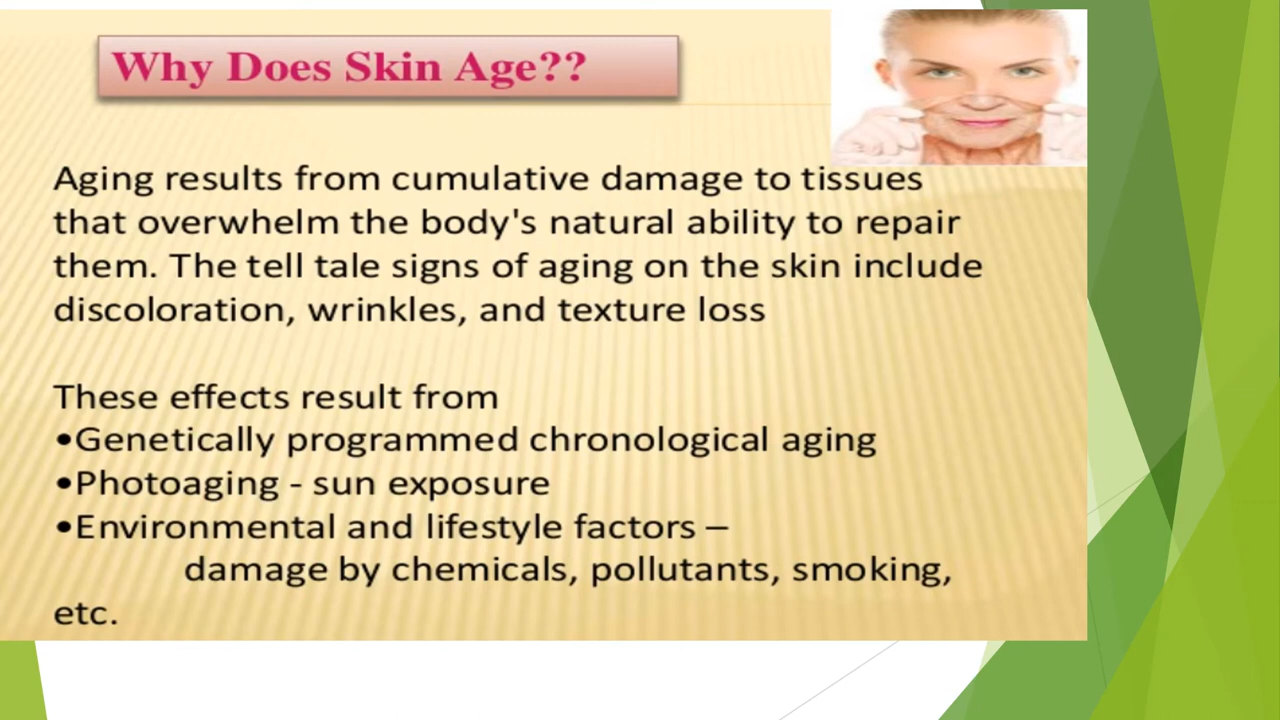 Why Does Skin Age??
Aging results from cumulative damage to tissues
that overwhelm the body's natural ability to repair
them. The tell tale signs of aging on the skin include
discoloration, wrinkles, and texture loss
These effects result from
•Genetically programmed chronological aging
•Photoaging - sun exposure
•Environmental and lifestyle factors –
damage by chemicals, pollutants, smoking,
etc.